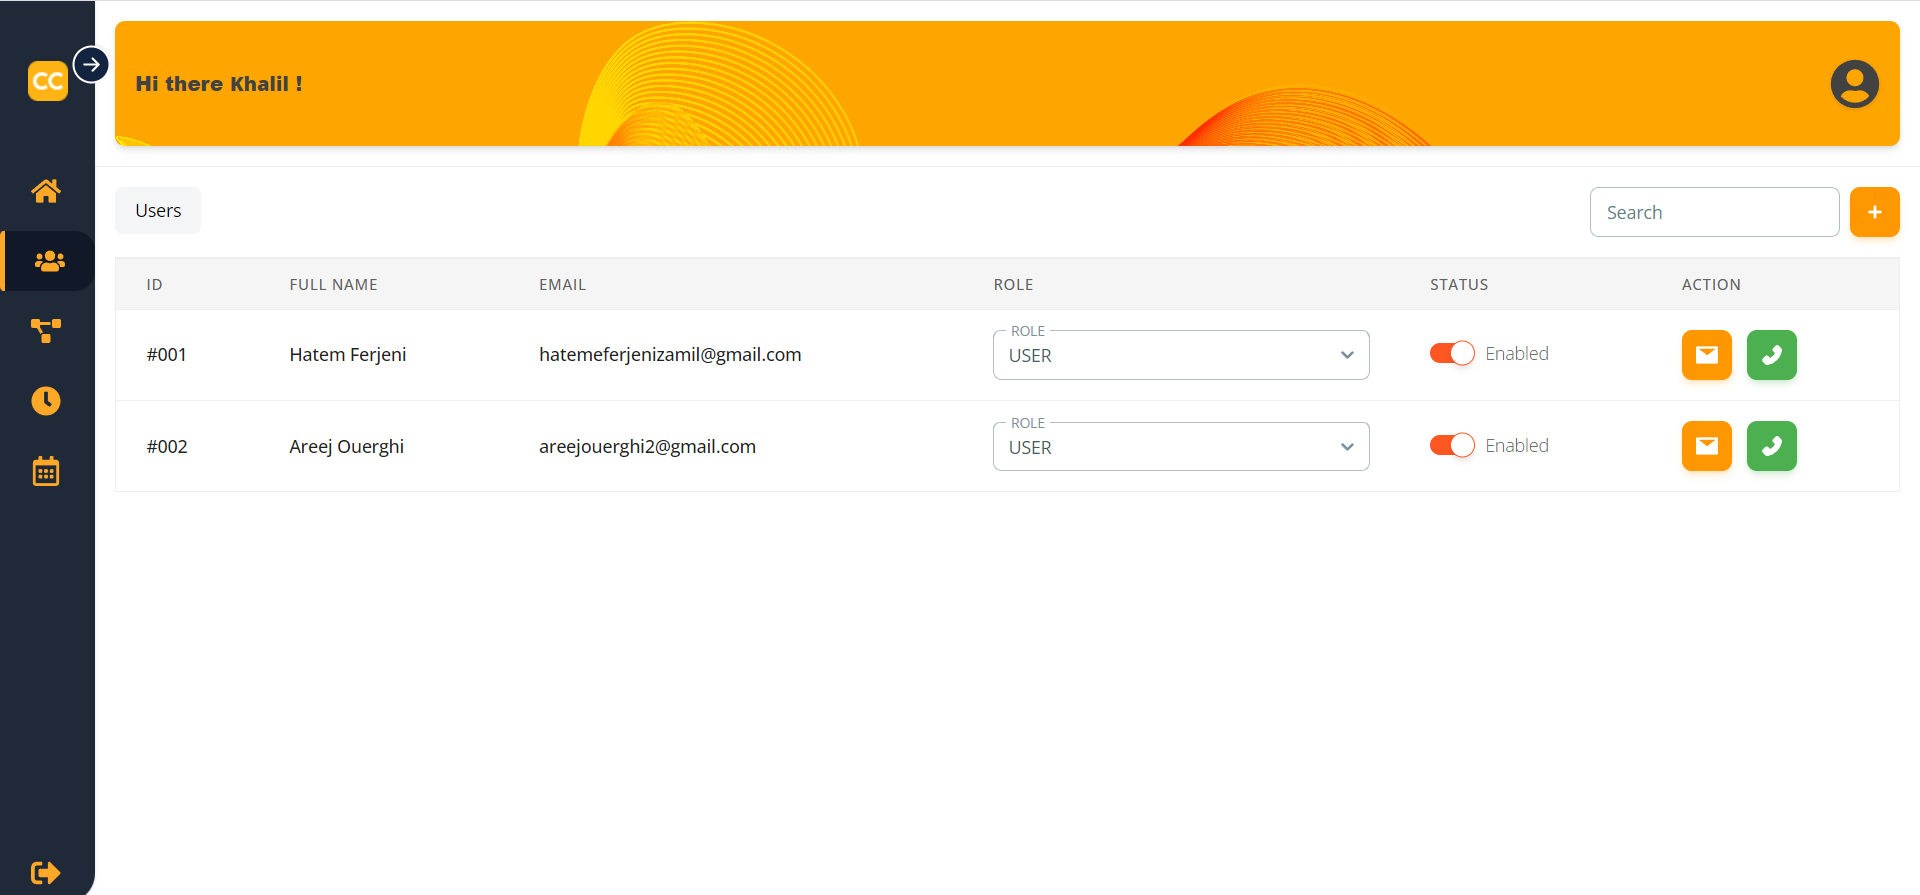 CC
Hi there Khalil !
Users
Search
+
ID FULL NAME EMAIL ROLE STATUS ACTION
#001 Hatem Ferjeni hatemeferjenizamil@gmail.com ROLE USER Enabled
#002 Areej Ouerghi areejouerghi2@gmail.com ROLE USER Enabled